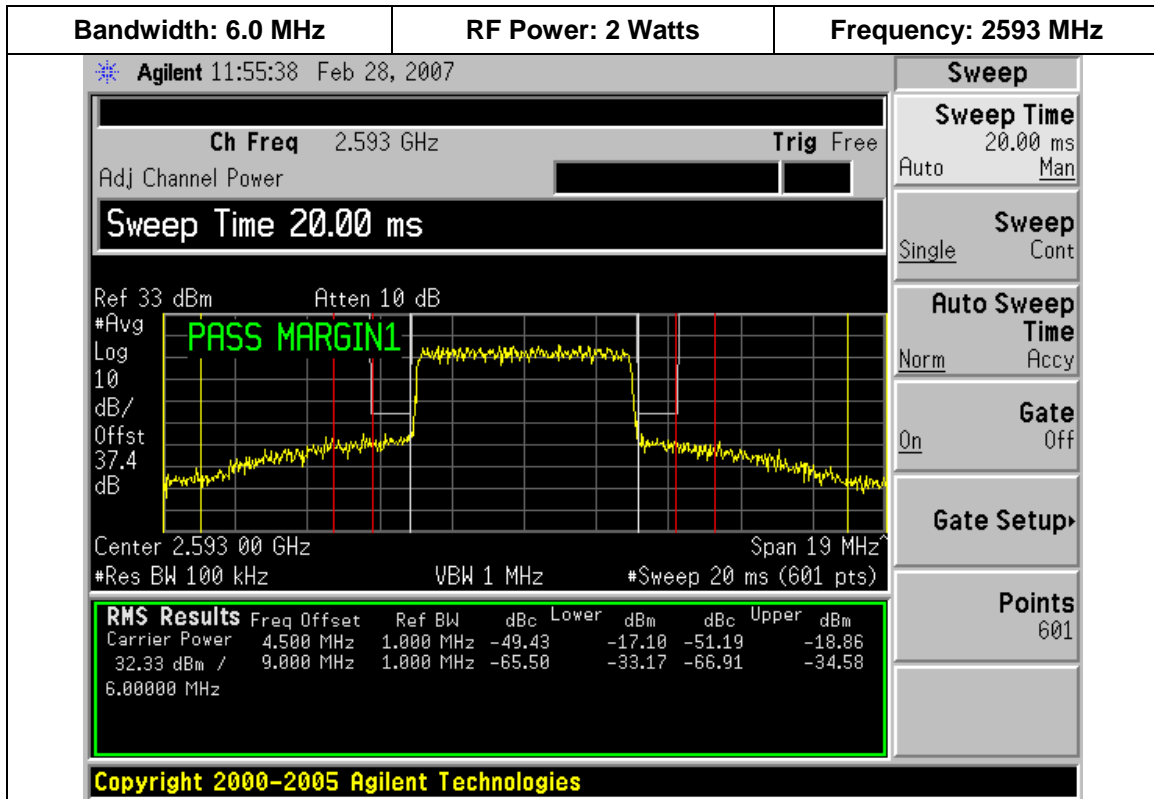 Bandwidth: 6.0 MHz RF Power: 2 Watts Frequency: 2593 MHz
Agilent 11:55:38 Feb 28, 2007
Sweep
Ch Freq 2.593 GHz Trig Free
Adj Channel Power
Sweep Time 20.00 ms
Ref 33 dBm Atten 10 dB
#Avg
Log
10
dB/
Offst
37.4
dB
PASS MARGIN1
Center 2.593 00 GHz Span 19 MHz^
#Res BW 100 kHz VBW 1 MHz #Sweep 20 ms (601 pts)
RMS Results Freq Offset Ref BW dBc Lower dBm dBc Upper dBm
Carrier Power 4.500 MHz 1.000 MHz -49.43 -17.10 -51.19 -18.86
32.33 dBm / 9.000 MHz 1.000 MHz -65.50 -33.17 -66.91 -34.58
6.00000 MHz
Sweep Time
20.00 ms
Auto Man
Sweep
Single Cont
Auto Sweep
Time
Norm Accy
Gate
On Off
Gate Setup▸
Points
601
Copyright 2000-2005 Agilent Technologies